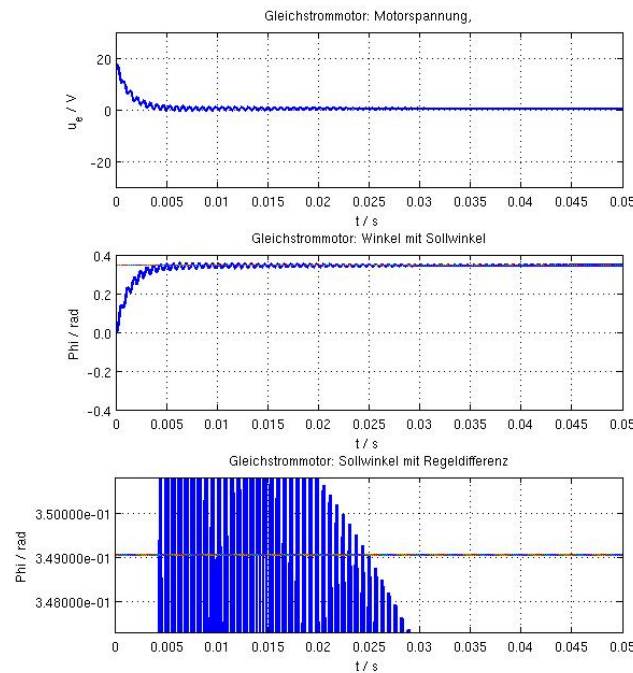 Gleichstrommotor: Motorspannung,
20
0
-20
u_e / V
0 0.005 0.01 0.015 0.02 0.025 0.03 0.035 0.04 0.045 0.05
t / s
Gleichstrommotor: Winkel mit Sollwinkel
0.4
0.2
0.0
-0.2
-0.4
Phi / rad
0 0.005 0.01 0.015 0.02 0.025 0.03 0.035 0.04 0.045 0.05
t / s
Gleichstrommotor: Sollwinkel mit Regeldifferenz
3.50000e-01
3.49000e-01
3.48000e-01
Phi / rad
0 0.005 0.01 0.015 0.02 0.025 0.03 0.035 0.04 0.045 0.05
t / s